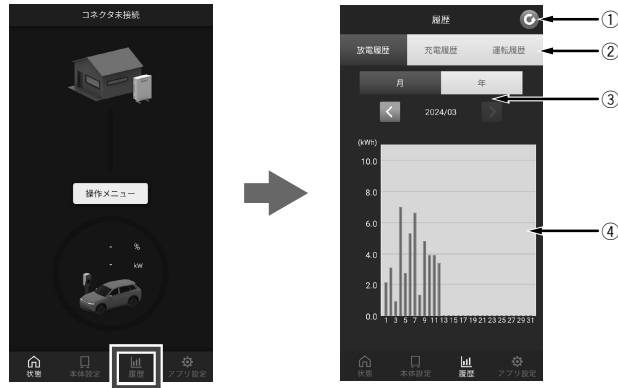 コネクタ未接続
操作メニュー
- %
- kW
状態
本体設定
履歴
アプリ設定
履歴
①
放電履歴
充電履歴
運転履歴
②
月
年
③
2024/03
(kWh)
10.0
8.0
6.0
4.0
2.0
0.0
④
1 3 5 7 9 11 13 15 17 19 21 23 25 27 29 31
状態
本体設定
履歴
アプリ設定